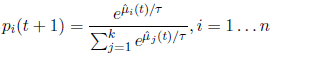 p_i(t + 1) = \frac{e^{\hat{\mu}_i(t)/\tau}}{\sum_{j=1}^{k} e^{\hat{\mu}_j(t)/\tau}}, i = 1 \ldots n